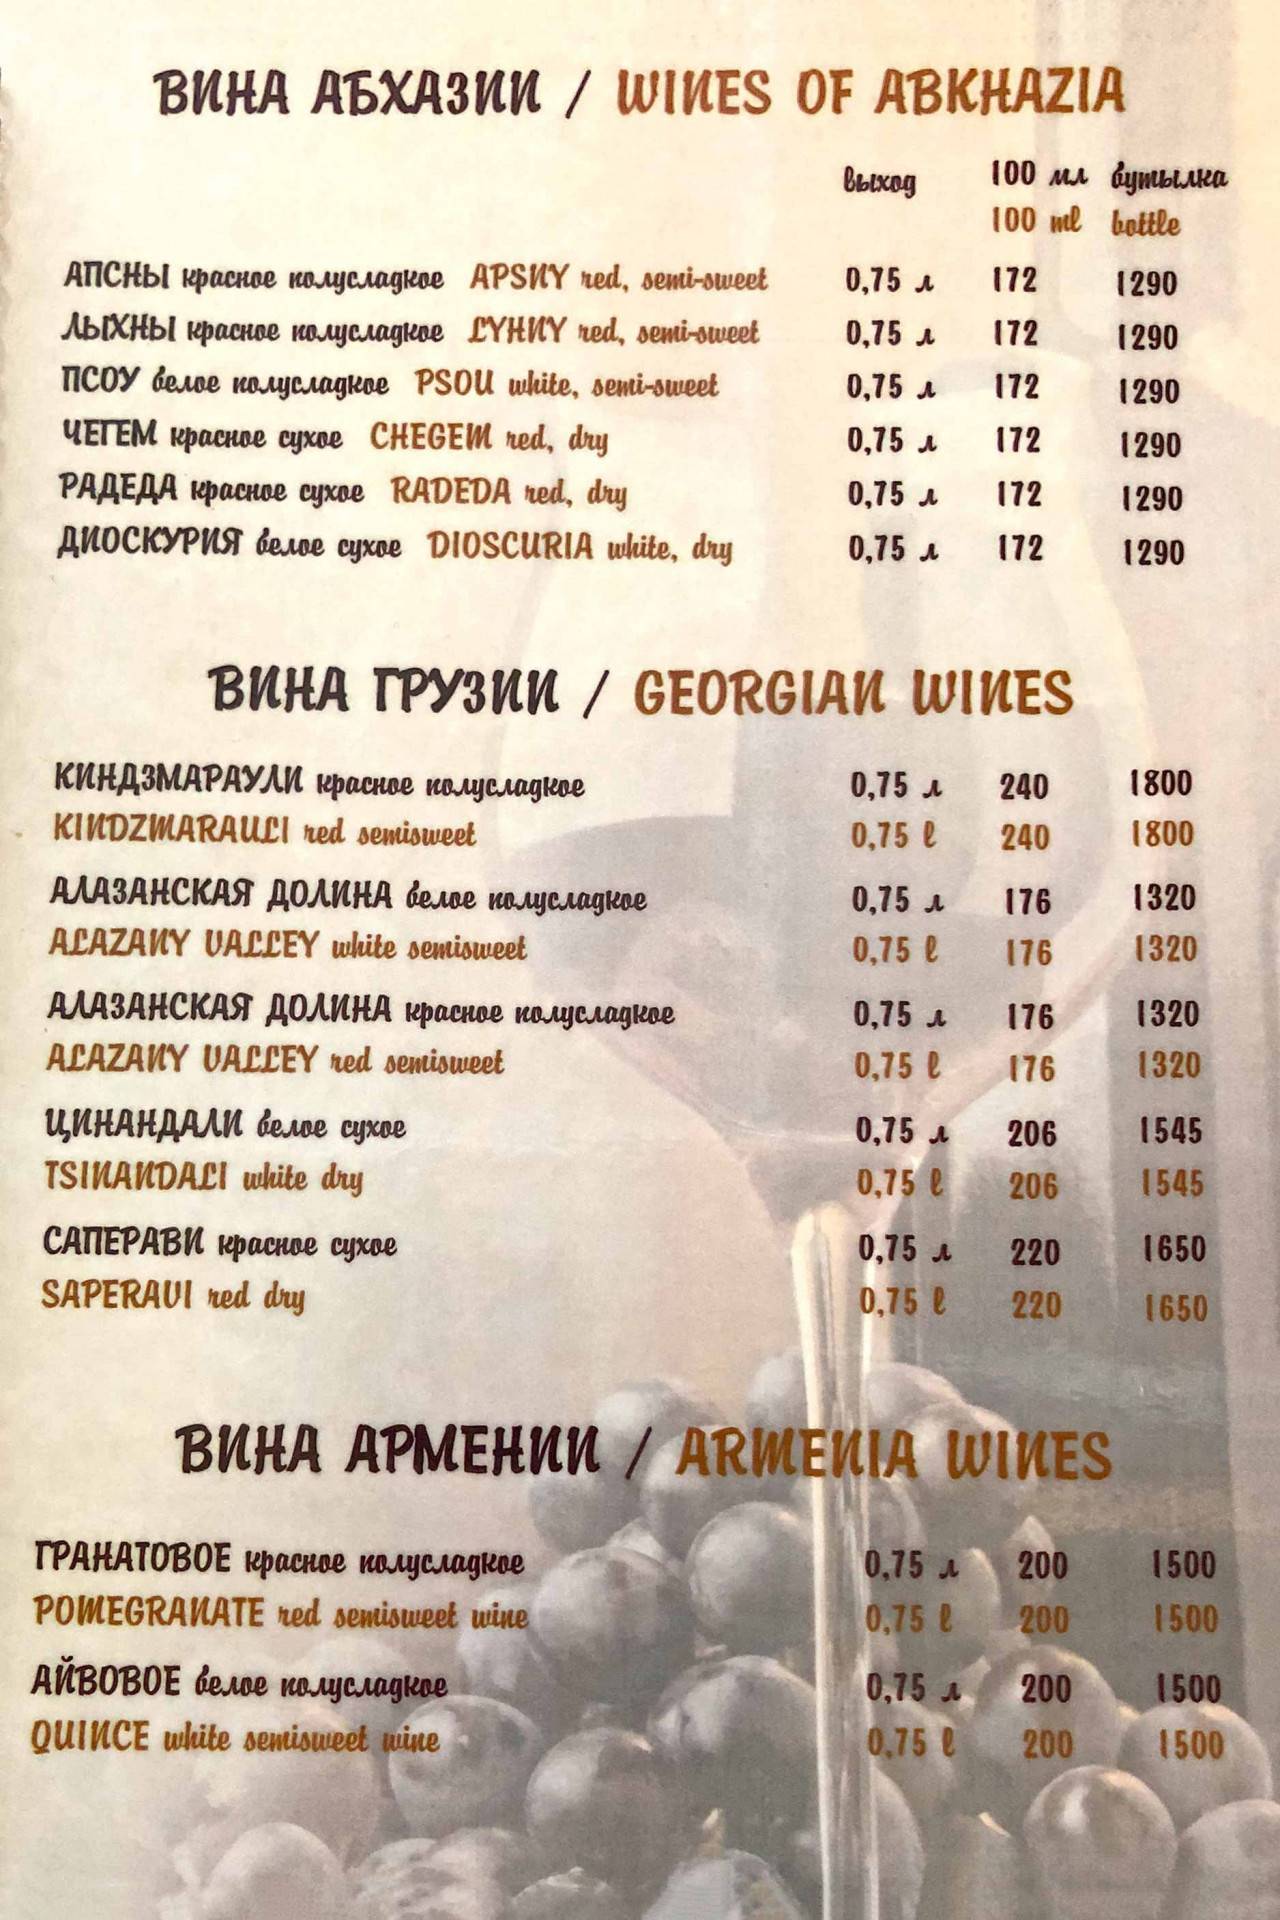 ВИНА АБХАЗИИ / WINES OF ABKHAZIA
выход 100 мл бутылка
100 ml bottle
АПСНЫ красное полусладкое APSNY red, semi-sweet 0,75 л 172 1290
ЛЫХНЫ красное полусладкое LYHNY red, semi-sweet 0,75 л 172 1290
ПСОУ белое полусладкое PSOU white, semi-sweet 0,75 л 172 1290
ЧЕГЕМ красное сухое CHEGEM red, dry 0,75 л 172 1290
РАДЕДА красное сухое RADEDA red, dry 0,75 л 172 1290
ДИОСКУРИЯ белое сухое DIOSCURIA white, dry 0,75 л 172 1290
ВИНА ГРУЗИИ / GEORGIAN WINES
КИНДЗМАРАУЛИ красное полусладкое 0,75 л 240 1800
KINDZMARAULI red semisweet 0,75 l 240 1800
АЛАЗАНСКАЯ ДОЛИНА белое полусладкое 0,75 л 176 1320
ALAZANY VALLEY white semisweet 0,75 l 176 1320
АЛАЗАНСКАЯ ДОЛИНА красное полусладкое 0,75 л 176 1320
ALAZANY VALLEY red semisweet 0,75 l 176 1320
ЦИНАНДАЛИ белое сухое 0,75 л 206 1545
TSINANDALI white dry 0,75 l 206 1545
САПЕРАВИ красное сухое 0,75 л 220 1650
SAPERAVI red dry 0,75 l 220 1650
ВИНА АРМЕНИИ / ARMENIA WINES
ГРАНАТОВОЕ красное полусладкое 0,75 л 200 1500
POMEGRANATE red semisweet wine 0,75 l 200 1500
АЙВОВОЕ белое полусладкое 0,75 л 200 1500
QUINCE white semisweet wine 0,75 l 200 1500